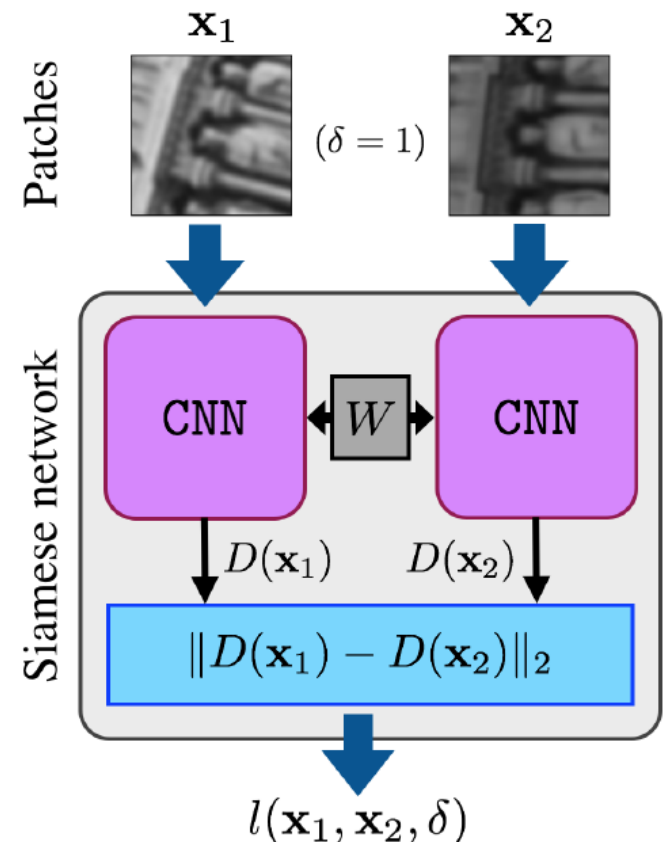 x₁ x₂
Patches
(δ = 1)
Siamese network
CNN W CNN
D(x₁) D(x₂)
‖D(x₁) − D(x₂)‖₂
l(x₁, x₂, δ)